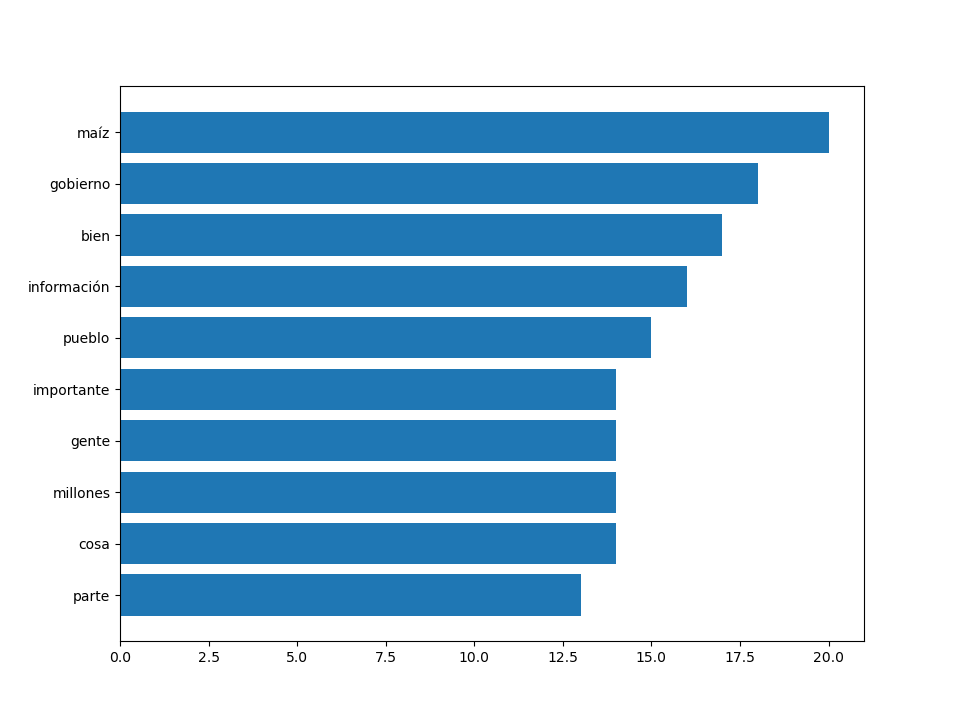 maíz
gobierno
bien
información
pueblo
importante
gente
millones
cosa
parte
0.0 2.5 5.0 7.5 10.0 12.5 15.0 17.5 20.0